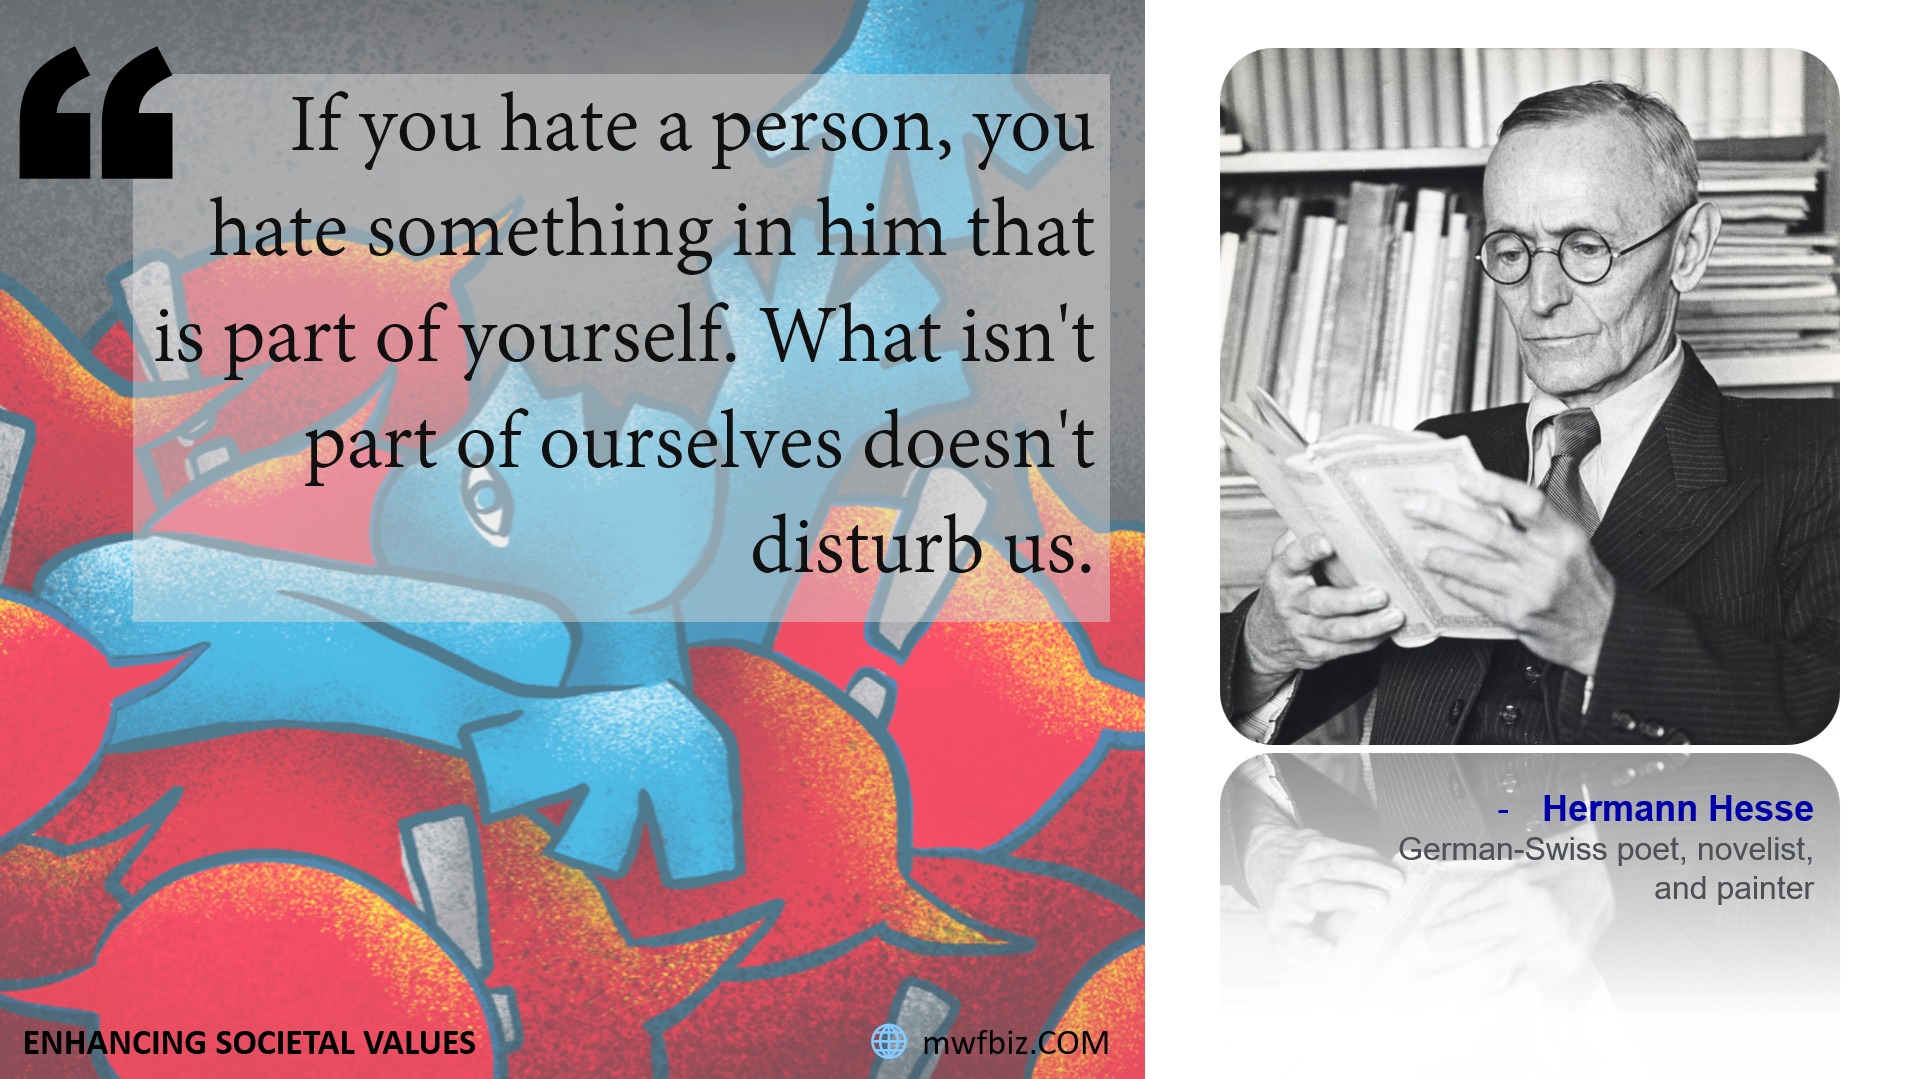 If you hate a person, you
hate something in him that
is part of yourself. What isn't
part of ourselves doesn't
disturb us.
- Hermann Hesse
German-Swiss poet, novelist,
and painter
ENHANCING SOCIETAL VALUES
mwfbiz.COM